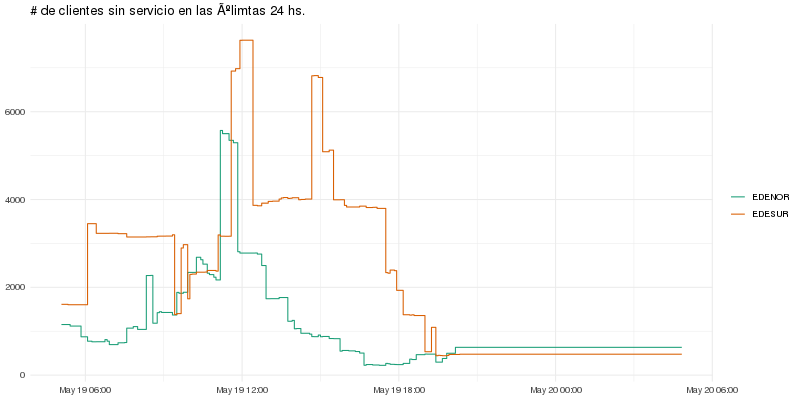 # de clientes sin servicio en las Ãºlimtas 24 hs.
6000
4000
2000
0
May 19 06:00
May 19 12:00
May 19 18:00
May 20 00:00
May 20 06:00
EDENOR
EDESUR